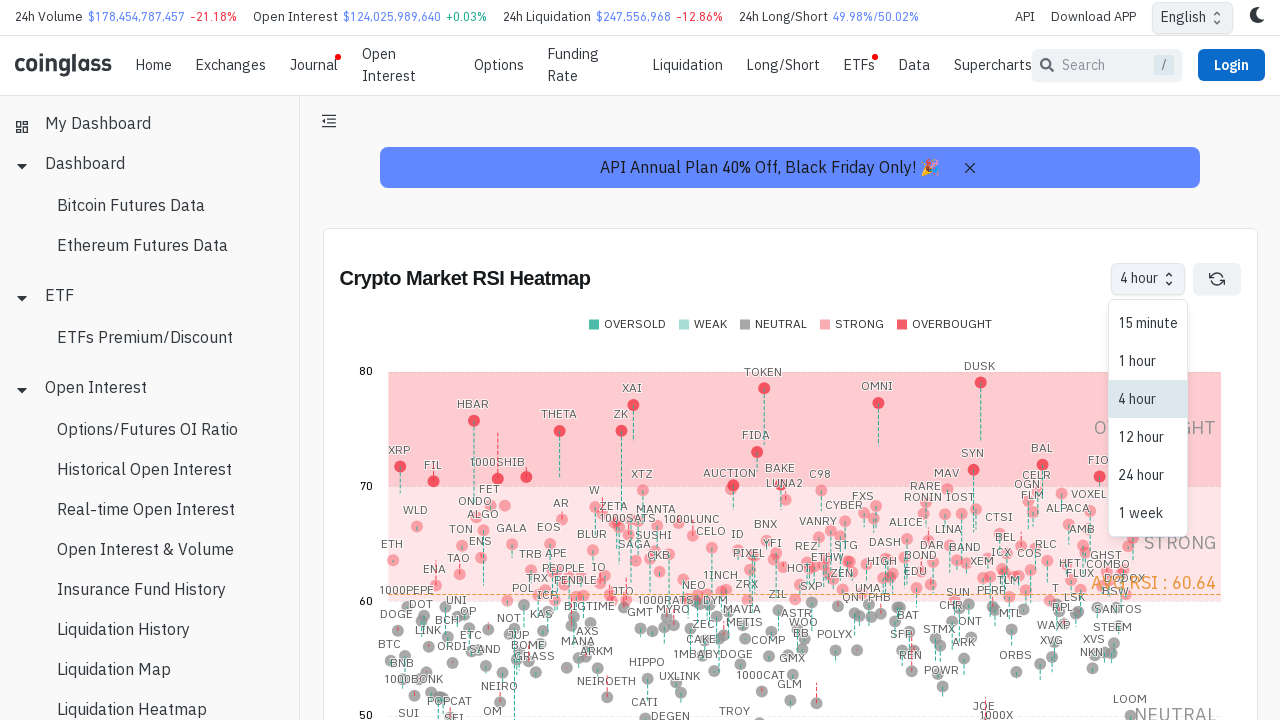 24h Volume $178,454,787,457 -21.18% Open Interest $124,025,989,640 +0.03% 24h Liquidation $247,556,968 -12.86% 24h Long/Short 49.98%/50.02% API Download APP English
coinglass Home Exchanges Journal Open Interest Options Funding Rate Liquidation Long/Short ETFs Data Supercharts Search / Login
My Dashboard
Dashboard
Bitcoin Futures Data
Ethereum Futures Data
ETF
ETFs Premium/Discount
Open Interest
Options/Futures OI Ratio
Historical Open Interest
Real-time Open Interest
Open Interest & Volume
Insurance Fund History
Liquidation History
Liquidation Map
Liquidation Heatmap
API Annual Plan 40% Off, Black Friday Only! 🎉
Crypto Market RSI Heatmap
4 hour
15 minute
1 hour
4 hour
12 hour
24 hour
1 week
OVERSOLD WEAK NEUTRAL STRONG OVERBOUGHT
80
DUSK
TOKEN
XAI OMNI
HBAR THETA ZK
FIDA
XRP FIL 1000SHIB SYN BAL
XTZ AUCTION BAKE LUNA2 C98 MAV CELR
70
FET W RARE OGN
ONDO AR ZETA MANTA FXS RONIN IOST FLM VOXEL
WLD ALGO 1000SATS 1000LUNC CYBER ALPACA
TON GALA EOS BNX VANRY ALICE LINA CTSI AMB
ETH ENS BLUR SUSHI CELO ID BEL
SAGA YFI REZ STG DASH DAR BAND ICX RLC
TAO TRB APE CKB PIXEL ETHW BOND COS GHST
ENA PEOPLE IO HOT HIGH XEM HFT COMBO
TRX PENDLE 1INCH ZEN EDU TLM FLUX
1000PEPE POL ICP JTO NEO ZRX SXP UMA SUN PERP T AVG RSI : 60.64
60
DOT UNI 1000RATS DYM ZIL QNT PHB CHR LSK BSW
DOGE BCH OP KAS BIGTIME GMT MYRO MAVIA ASTR BAT MTL RPL SANTOS
LINK ETC NOT AXS ZEC METIS WOO STMX ONT WAXP STEEM
BTC ORDI SAND JUP BOME MANA CAKE COMP BB POLYX SFP ARK XVG XVS
BNB GRASS ARKM HIPPO 1MBABYDOGE GMX REN ORBS NKN
1000BONK NEIRO NEIROETH UXLINK 1000CAT GLM POWR
POPCAT CATI JOE LOOM
SUI OM DEGEN TROY 1000X NEUTRAL
50
STRONG